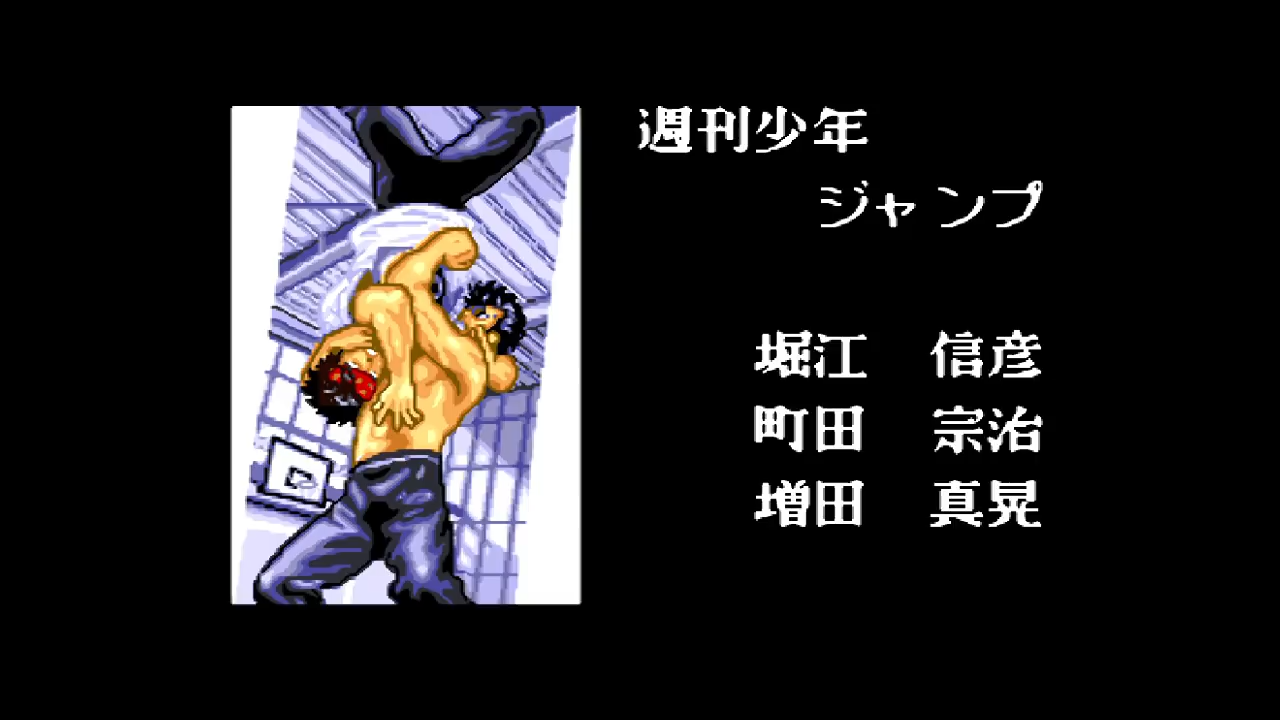 週刊少年
ジャンプ
堀江 信彦
町田 宗治
増田 真晃